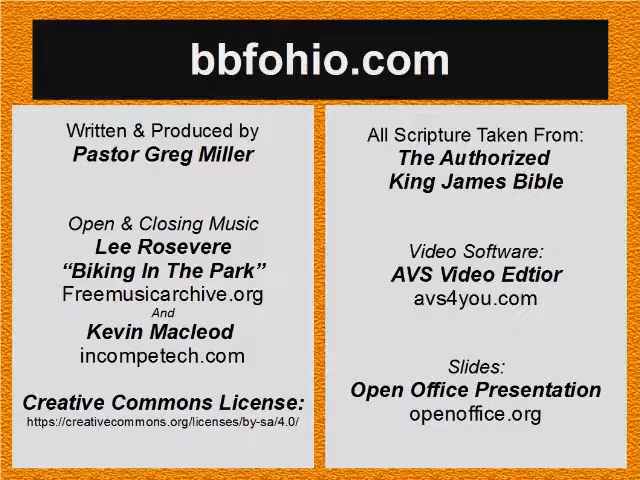 bbfohio.com
Written & Produced by
Pastor Greg Miller
Open & Closing Music
Lee Rosevere
“Biking In The Park”
Freemusicarchive.org
And
Kevin Macleod
incompetech.com
Creative Commons License:
https://creativecommons.org/licenses/by-sa/4.0/
All Scripture Taken From:
The Authorized
King James Bible
Video Software:
AVS Video Edtior
avs4you.com
Slides:
Open Office Presentation
openoffice.org